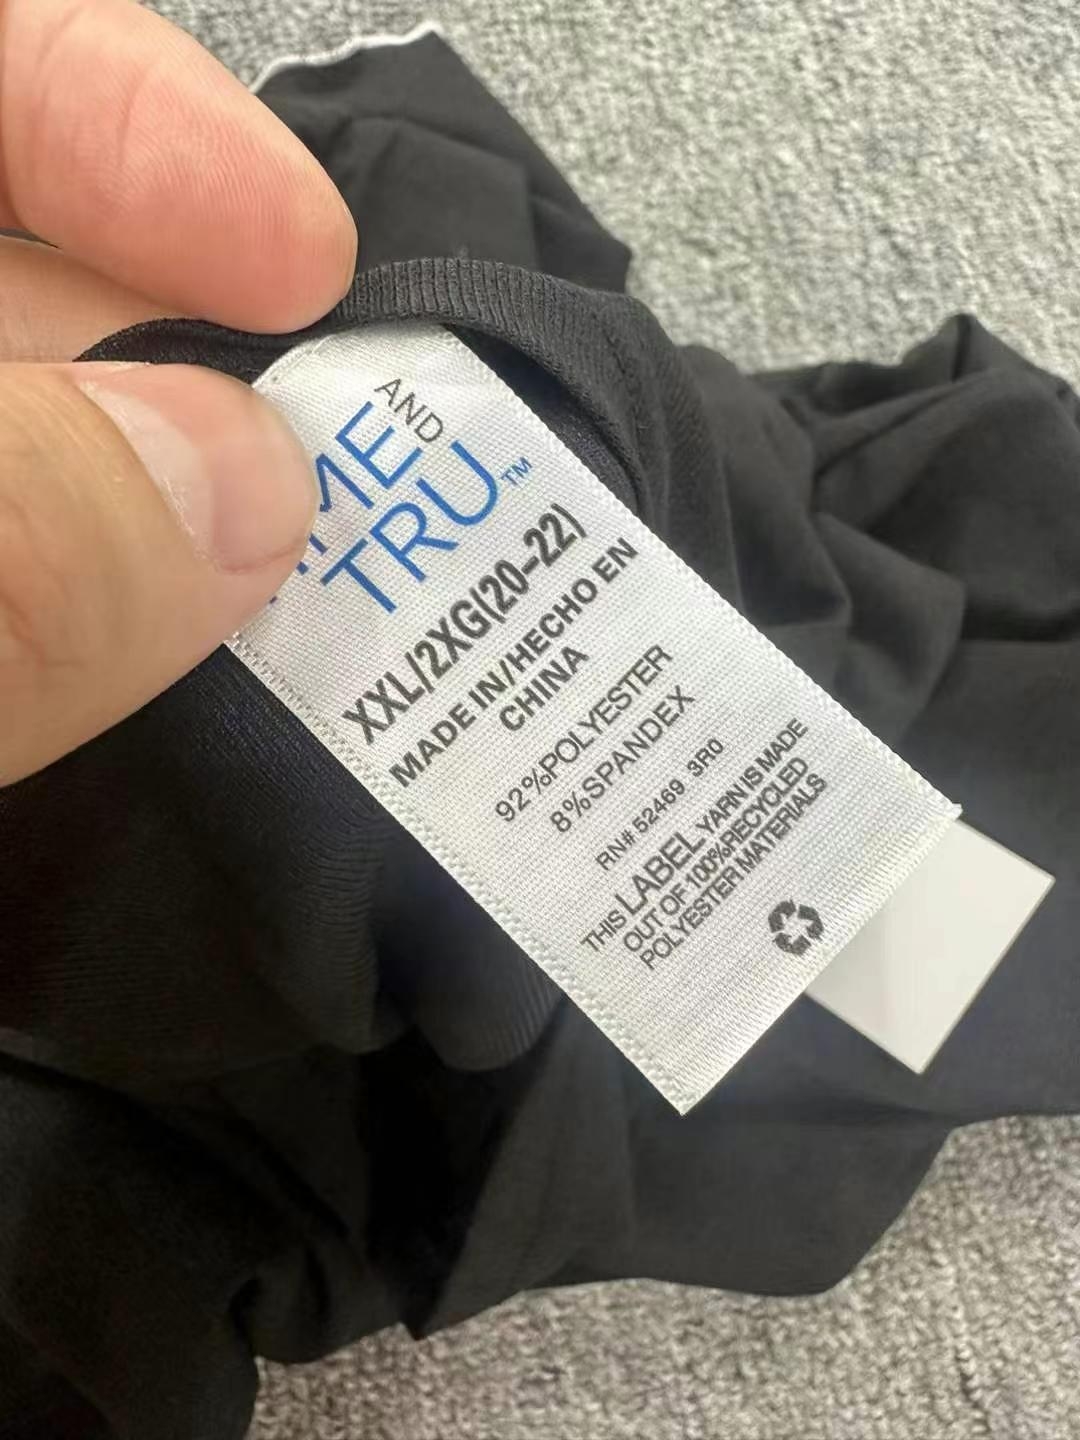 AND
ME
TRU™
XXL/2XG(20-22)
MADE IN/HECHO EN
CHINA
92%POLYESTER
8%SPANDEX
RN# 52469 3R0
THIS LABEL YARN IS MADE
OUT OF 100%RECYCLED
POLYESTER MATERIALS